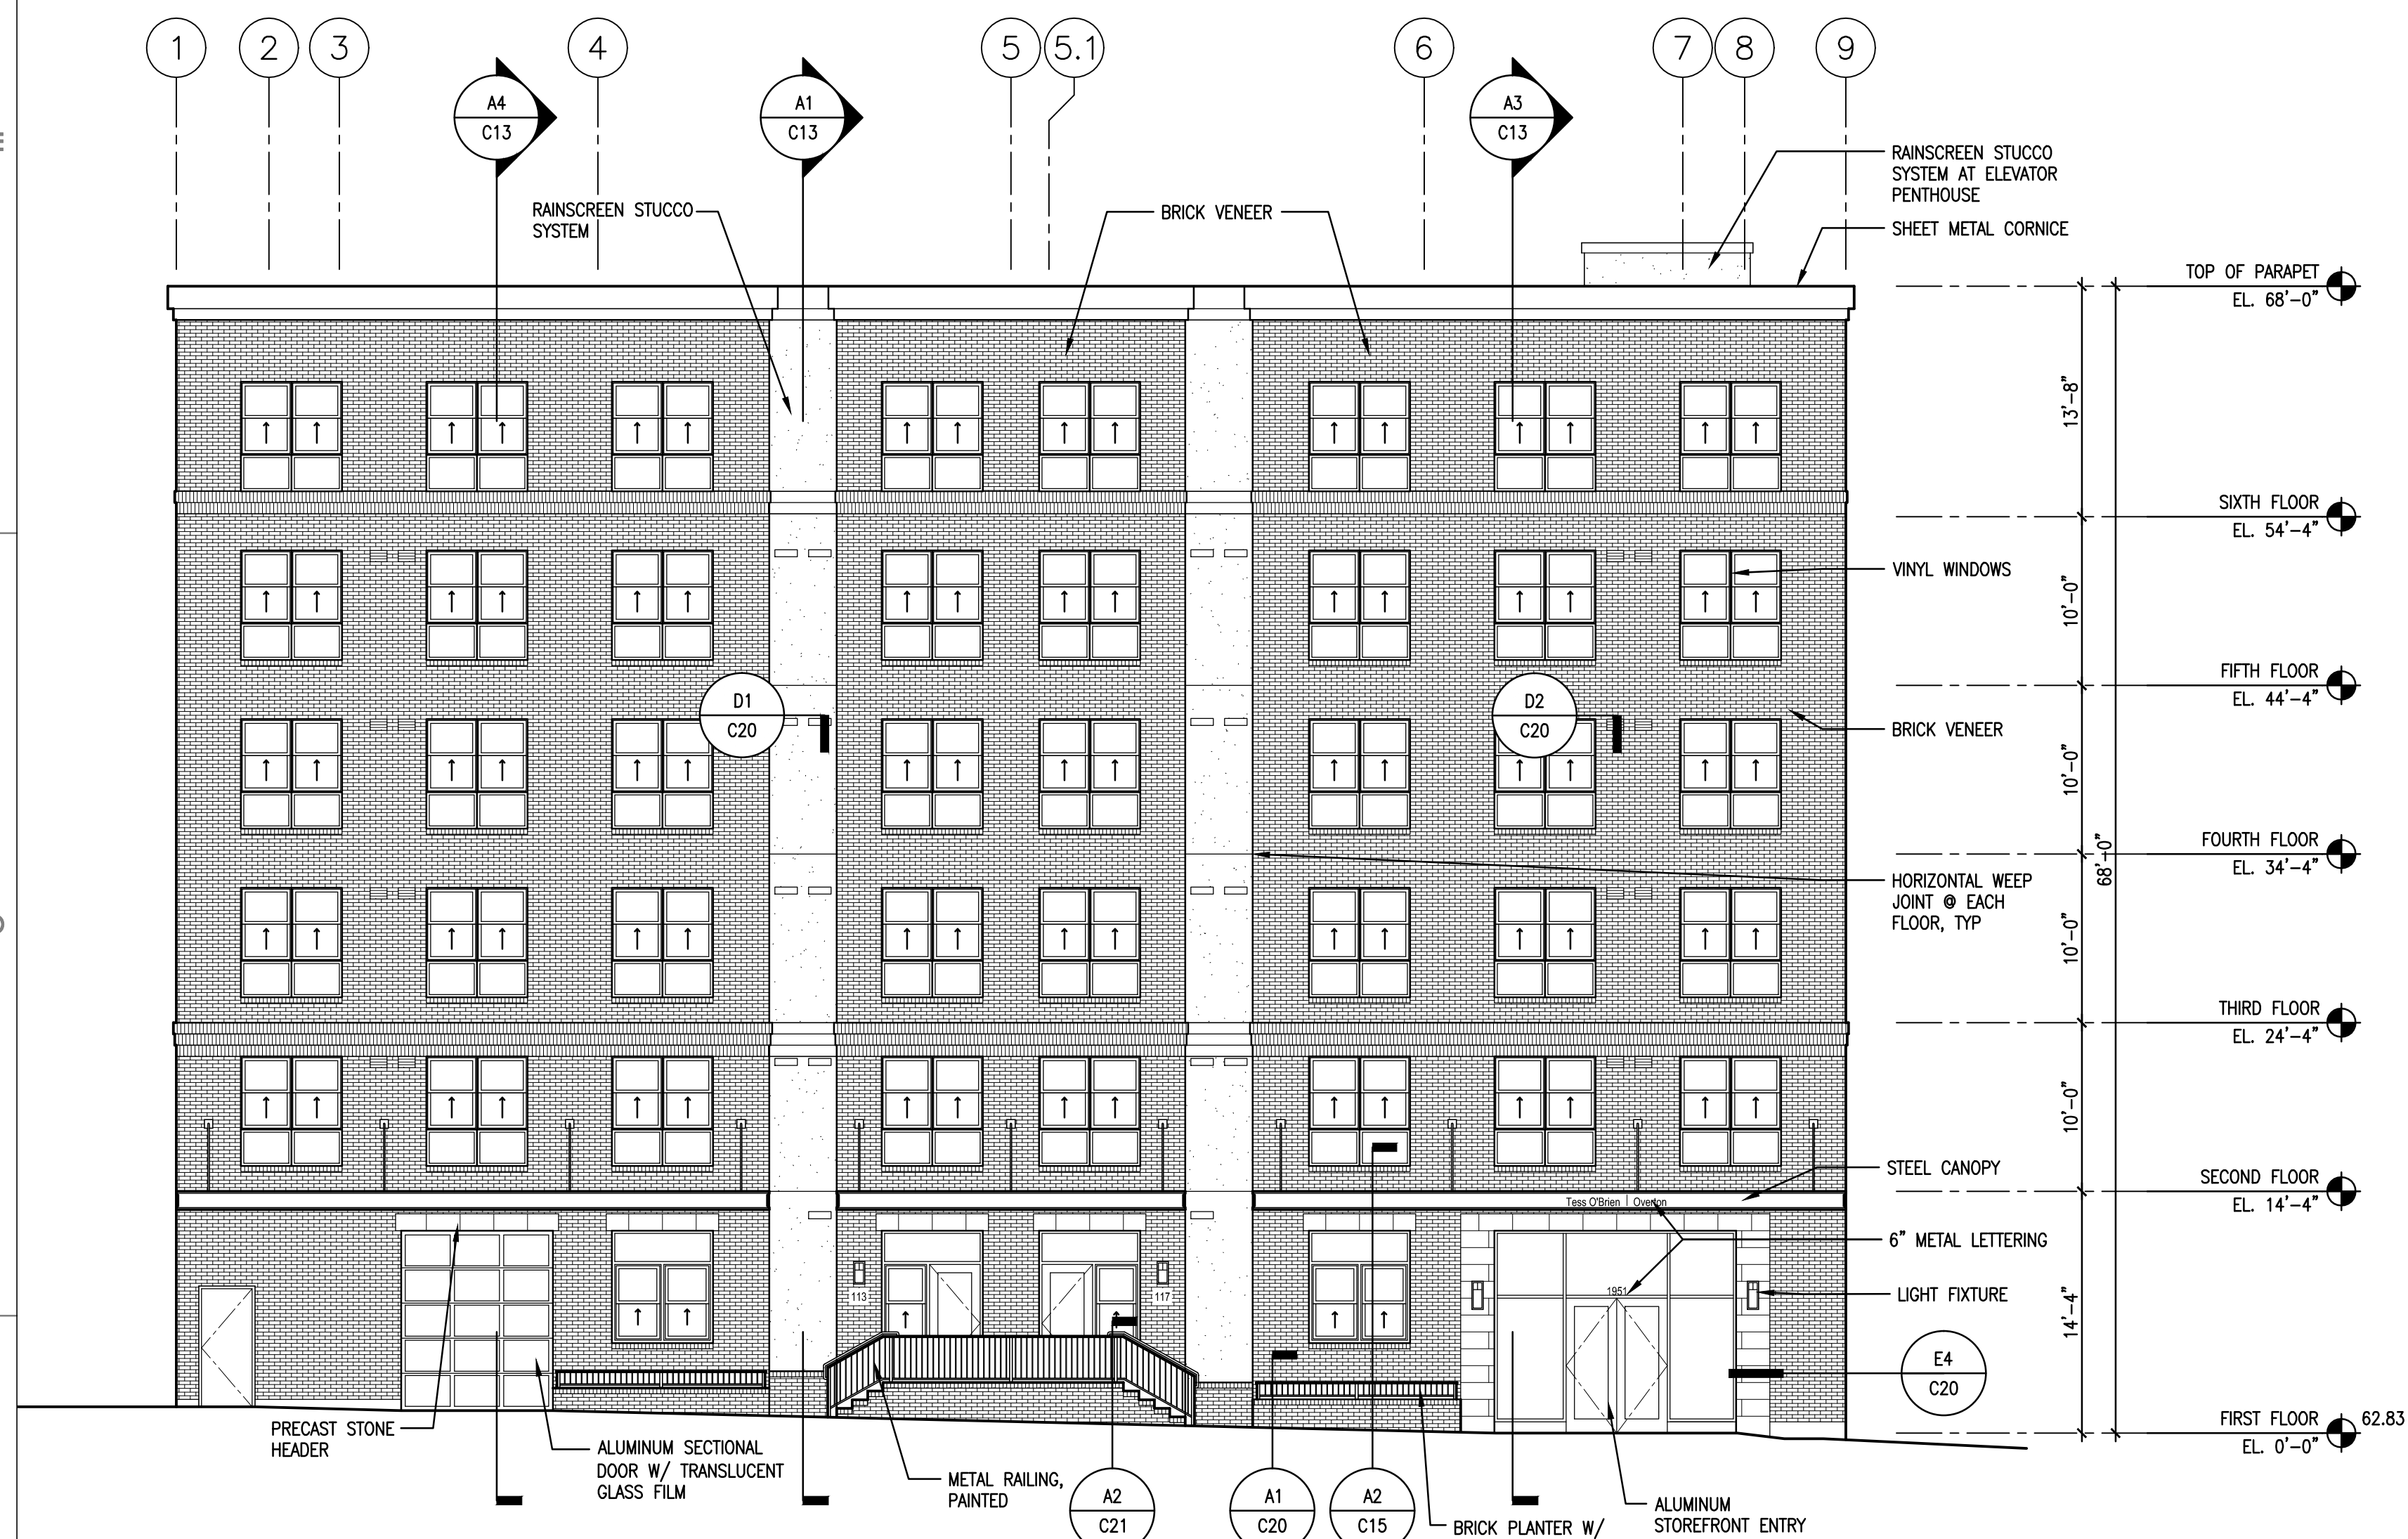 1
2
3
4
5
5.1
6
7
8
9
A4
C13
A1
C13
A3
C13
RAINSCREEN STUCCO
SYSTEM
BRICK VENEER
RAINSCREEN STUCCO
SYSTEM AT ELEVATOR
PENTHOUSE
SHEET METAL CORNICE
TOP OF PARAPET
EL. 68'-0"
13'-8"
SIXTH FLOOR
EL. 54'-4"
VINYL WINDOWS
10'-0"
FIFTH FLOOR
EL. 44'-4"
D1
C20
D2
C20
BRICK VENEER
10'-0"
FOURTH FLOOR
EL. 34'-4"
68'-0"
HORIZONTAL WEEP
JOINT @ EACH
FLOOR, TYP
10'-0"
THIRD FLOOR
EL. 24'-4"
10'-0"
STEEL CANOPY
SECOND FLOOR
EL. 14'-4"
Tess O'Brien | Overton
6" METAL LETTERING
113
117
1951
LIGHT FIXTURE
14'-4"
E4
C20
FIRST FLOOR
62.83
EL. 0'-0"
PRECAST STONE
HEADER
ALUMINUM SECTIONAL
DOOR W/ TRANSLUCENT
GLASS FILM
METAL RAILING,
PAINTED
A2
C21
A1
C20
A2
C15
BRICK PLANTER W/
ALUMINUM
STOREFRONT ENTRY